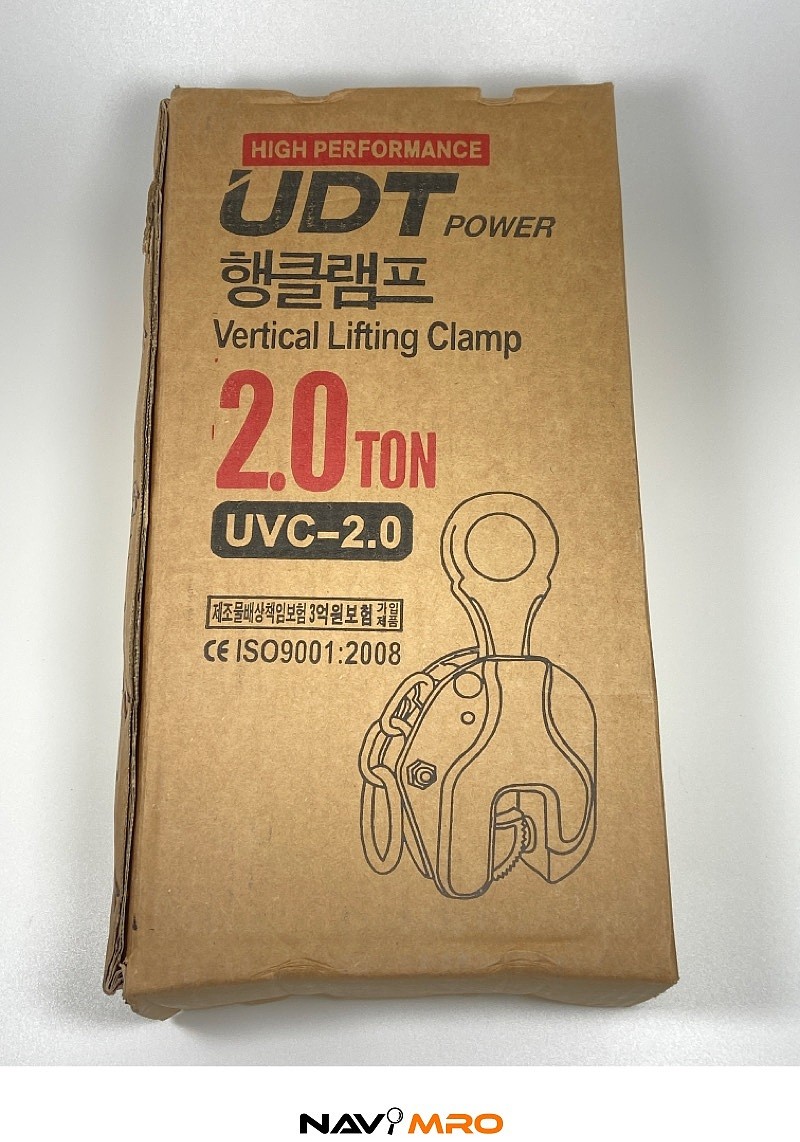 HIGH PERFORMANCE
UDT POWER
행클램프
Vertical Lifting Clamp
2.0 TON
UVC-2.0
제조물배상책임보험 3억원보험 가입제품
CE ISO9001:2008
NAVIMRO